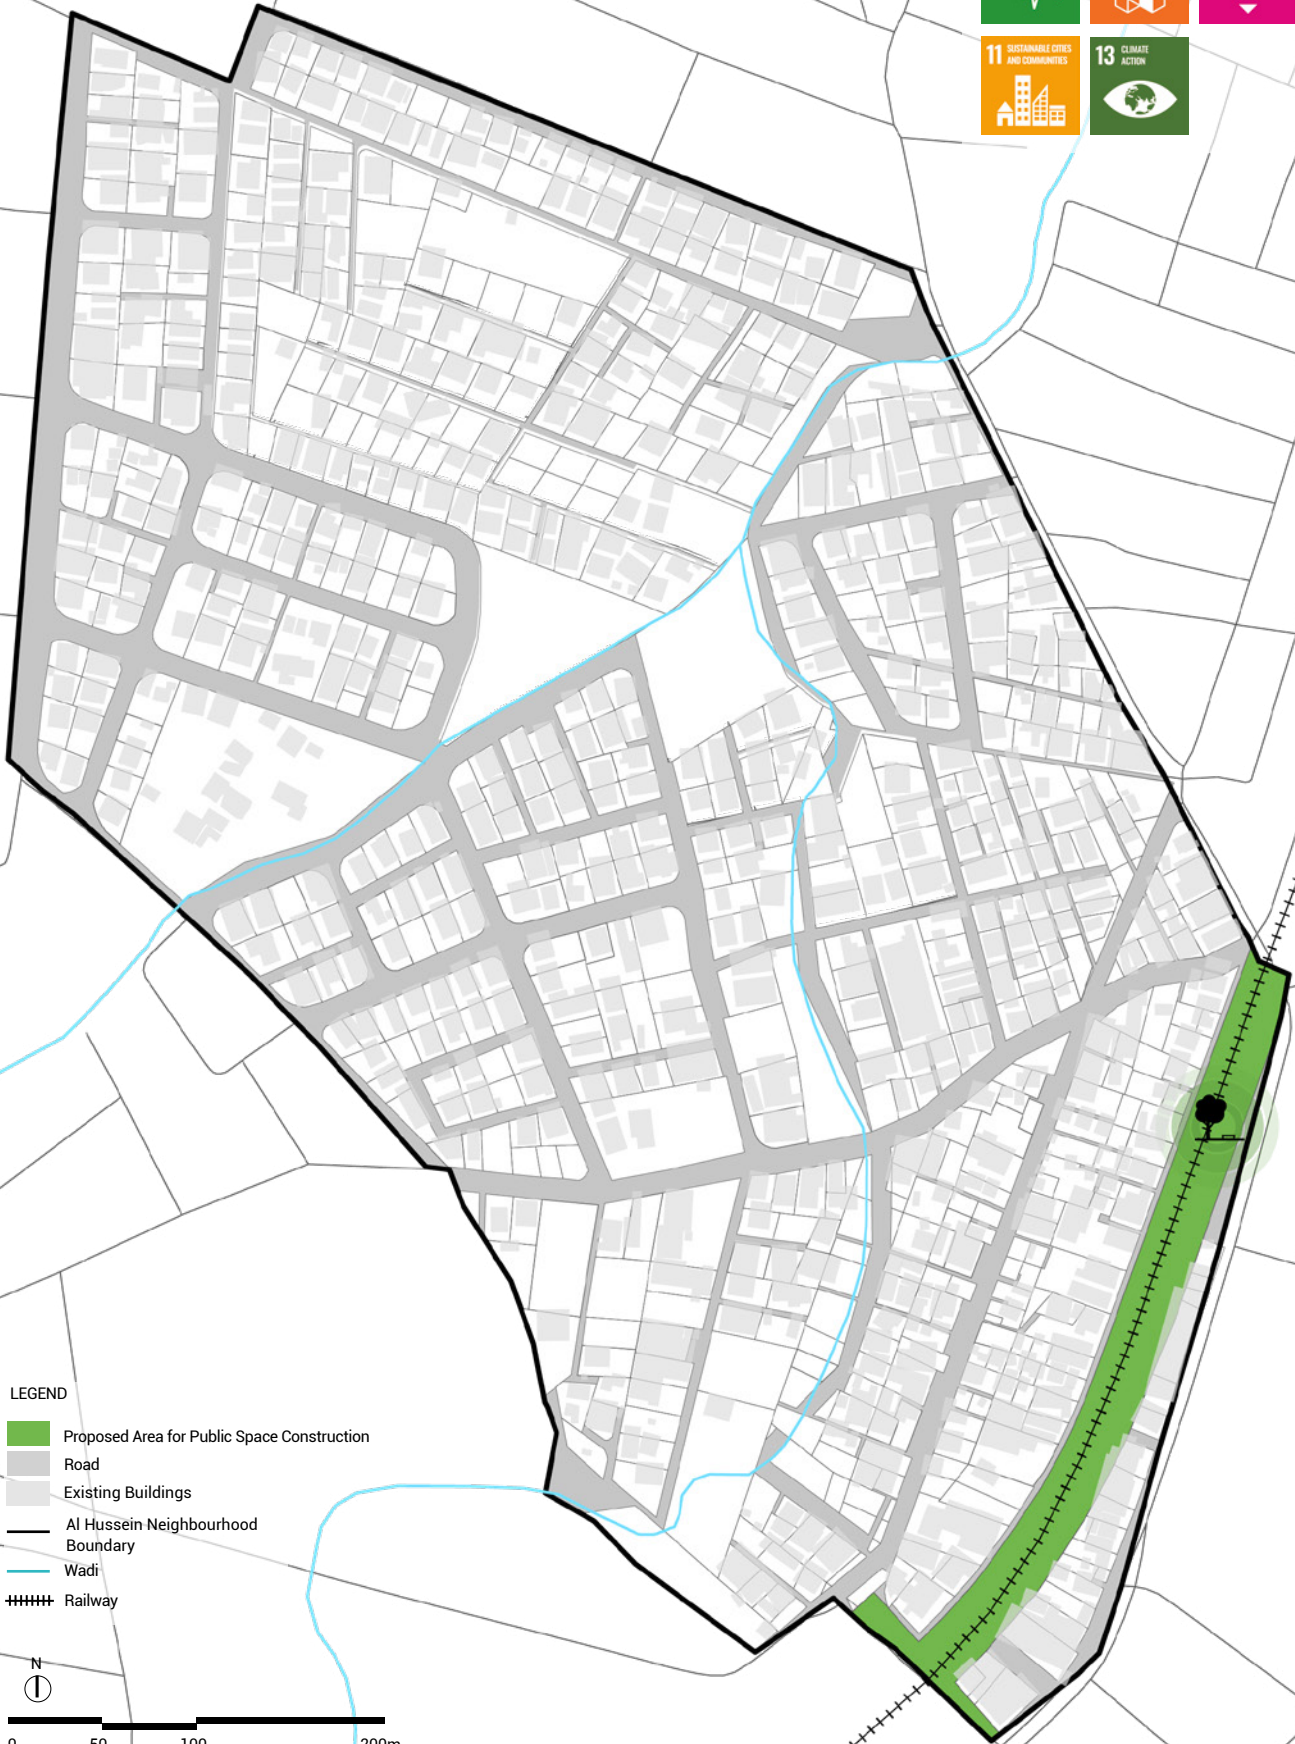 11 SUSTAINABLE CITIES
AND COMMUNITIES
13 CLIMATE
ACTION
LEGEND
Proposed Area for Public Space Construction
Road
Existing Buildings
Al Hussein Neighbourhood
Boundary
Wadi
Railway
N
0 50 100 200m